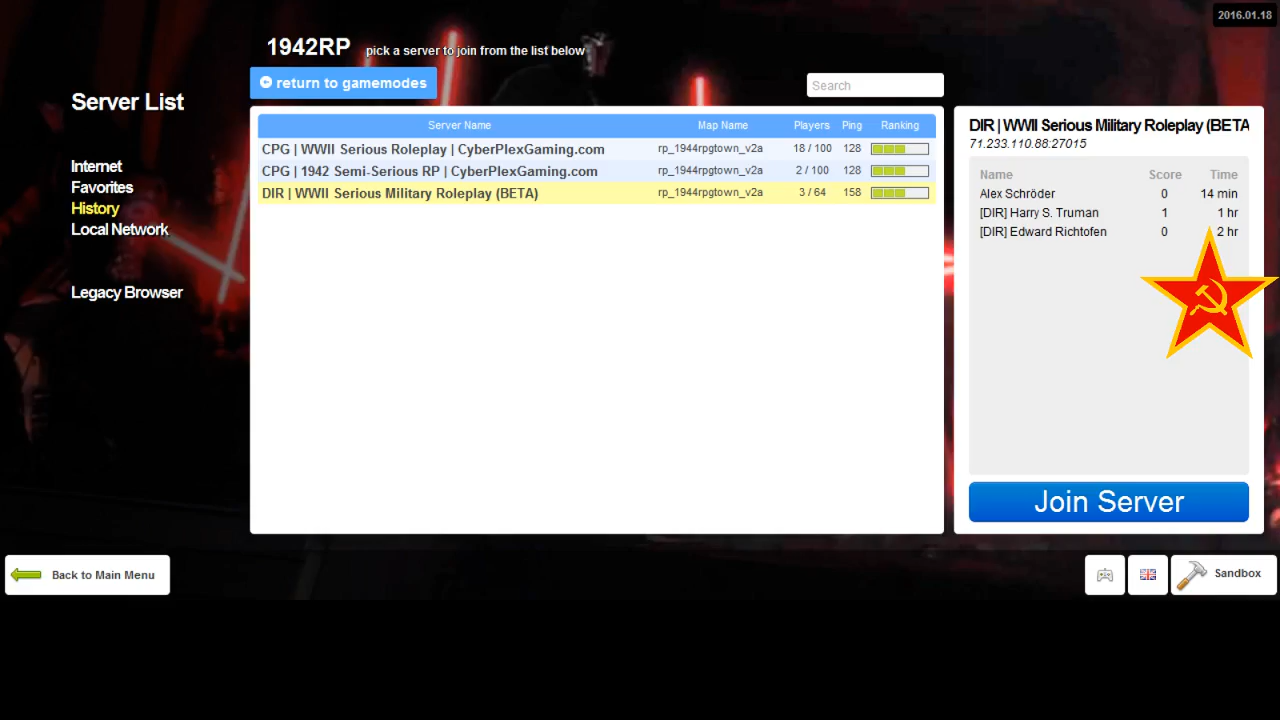 2016.01.18
1942RP pick a server to join from the list below
return to gamemodes
Search
Server List
Internet
Favorites
History
Local Network
Legacy Browser
Server Name Map Name Players Ping Ranking
CPG | WWII Serious Roleplay | CyberPlexGaming.com rp_1944rpgtown_v2a 18 / 100 128
CPG | 1942 Semi-Serious RP | CyberPlexGaming.com rp_1944rpgtown_v2a 2 / 100 128
DIR | WWII Serious Military Roleplay (BETA) rp_1944rpgtown_v2a 3 / 64 158
DIR | WWII Serious Military Roleplay (BETA
71.233.110.88:27015
Name Score Time
Alex Schröder 0 14 min
[DIR] Harry S. Truman 1 1 hr
[DIR] Edward Richtofen 0 2 hr
Join Server
Back to Main Menu
Sandbox